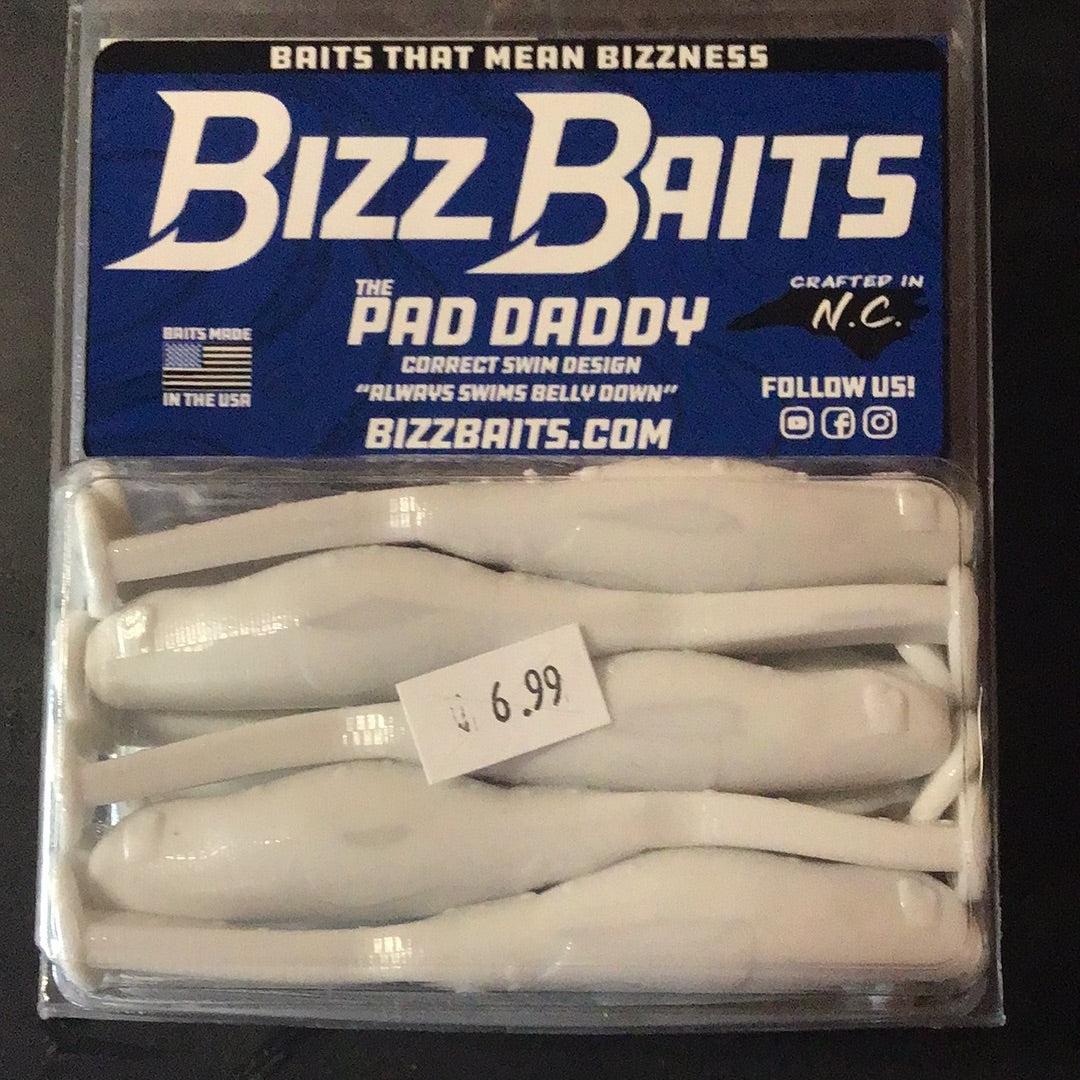 BAITS THAT MEAN BIZZNESS
BIZZ BAITS
THE
PAD DADDY
CORRECT SWIM DESIGN
"ALWAYS SWIMS BELLY DOWN"
BIZZBAITS.COM
BAITS MADE
IN THE USA
CRAFTED IN
N.C.
FOLLOW US!
6.99